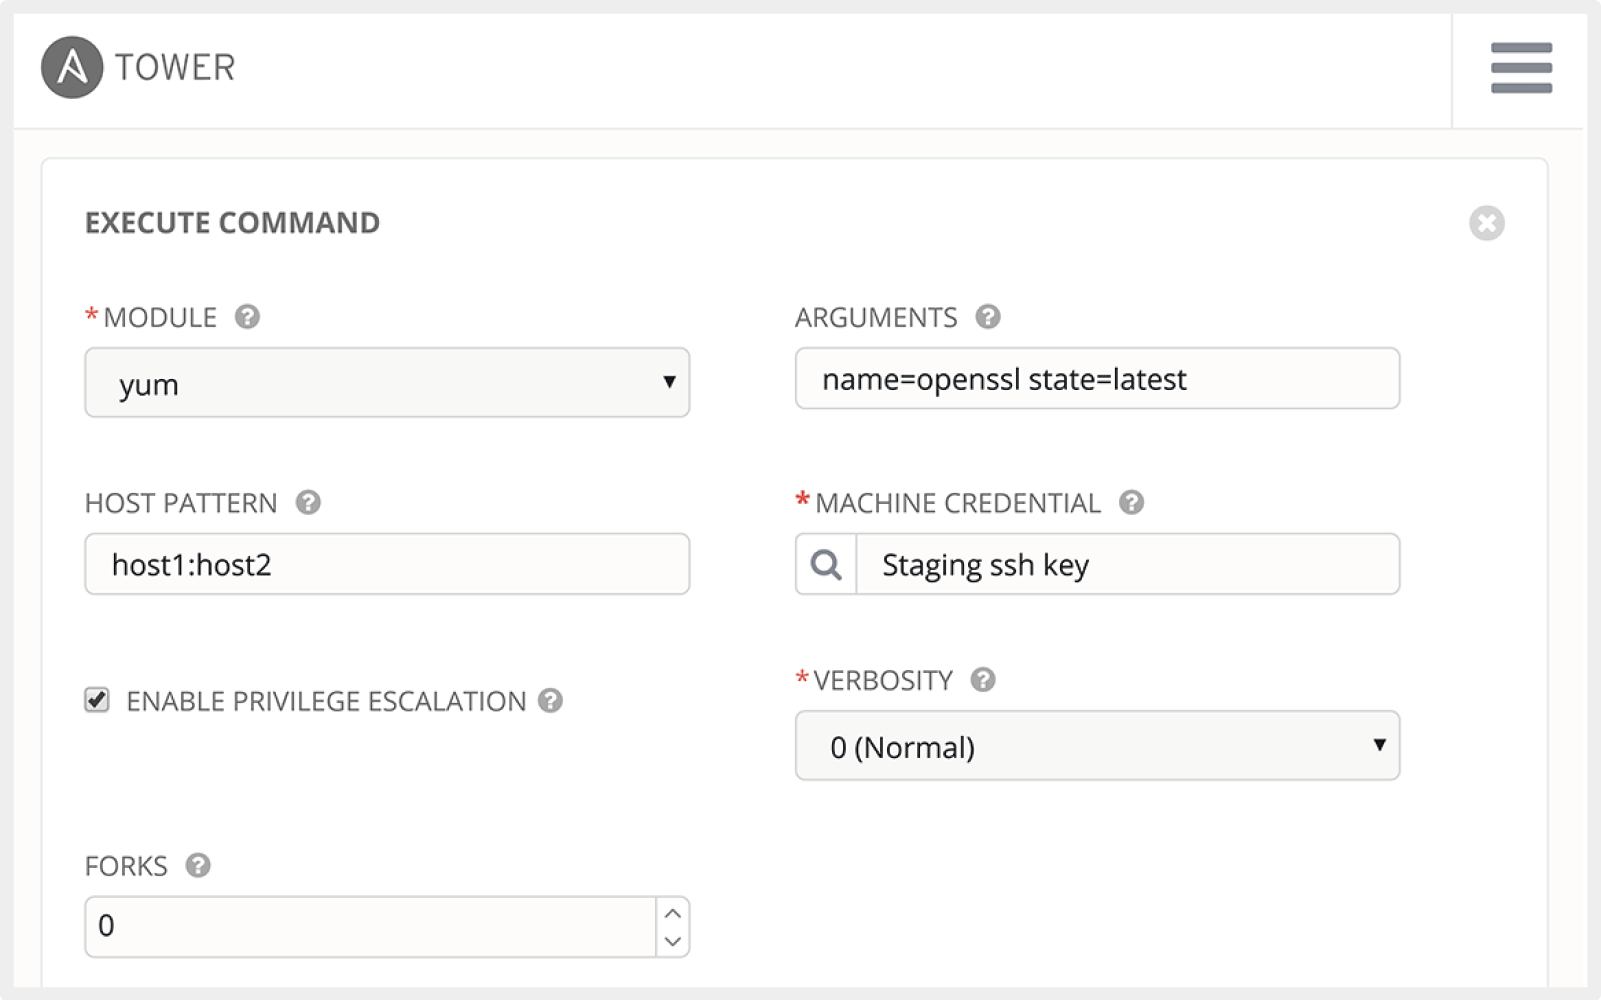 TOWER
EXECUTE COMMAND
* MODULE ?
yum
ARGUMENTS ?
name=openssl state=latest
HOST PATTERN ?
host1:host2
* MACHINE CREDENTIAL ?
Staging ssh key
ENABLE PRIVILEGE ESCALATION ?
* VERBOSITY ?
0 (Normal)
FORKS ?
0